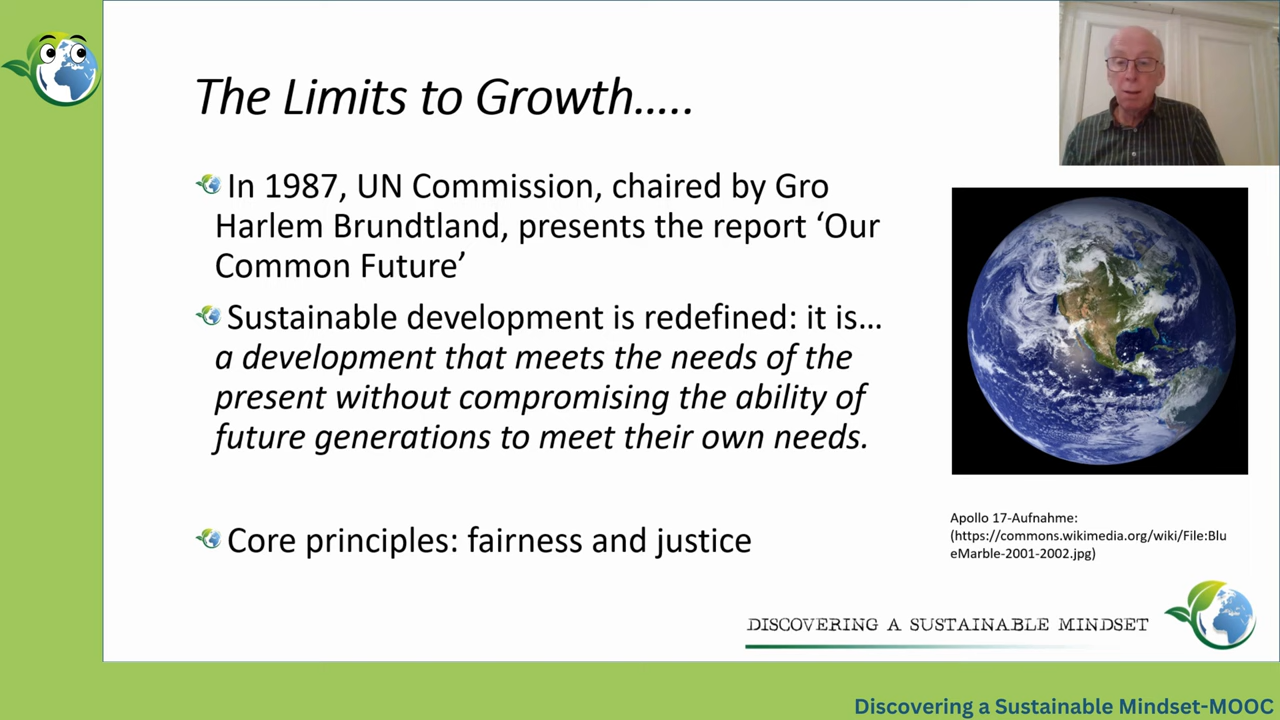 The Limits to Growth…..
In 1987, UN Commission, chaired by Gro
Harlem Brundtland, presents the report ‘Our
Common Future’
Sustainable development is redefined: it is…
a development that meets the needs of the
present without compromising the ability of
future generations to meet their own needs.
Core principles: fairness and justice
Apollo 17-Aufnahme:
(https://commons.wikimedia.org/wiki/File:Blu
eMarble-2001-2002.jpg)
DISCOVERING A SUSTAINABLE MINDSET
Discovering a Sustainable Mindset-MOOC